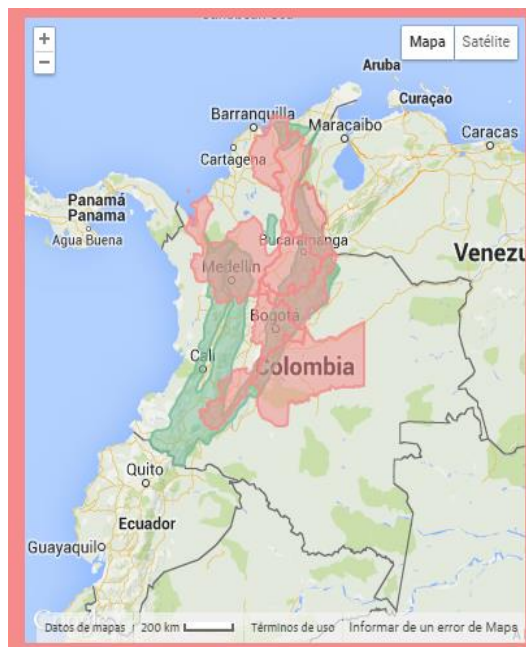 +
−
Mapa Satélite
Aruba
Curaçao
Barranquilla
Maracaibo
Caracas
Cartagena
Panamá
Panama
Agua Buena
Bucaramanga
Venezu
Medellín
Bogotá
Cali
Colombia
Quito
Ecuador
Guayaquil
Datos de mapas 200 km Términos de uso Informar de un error de Maps